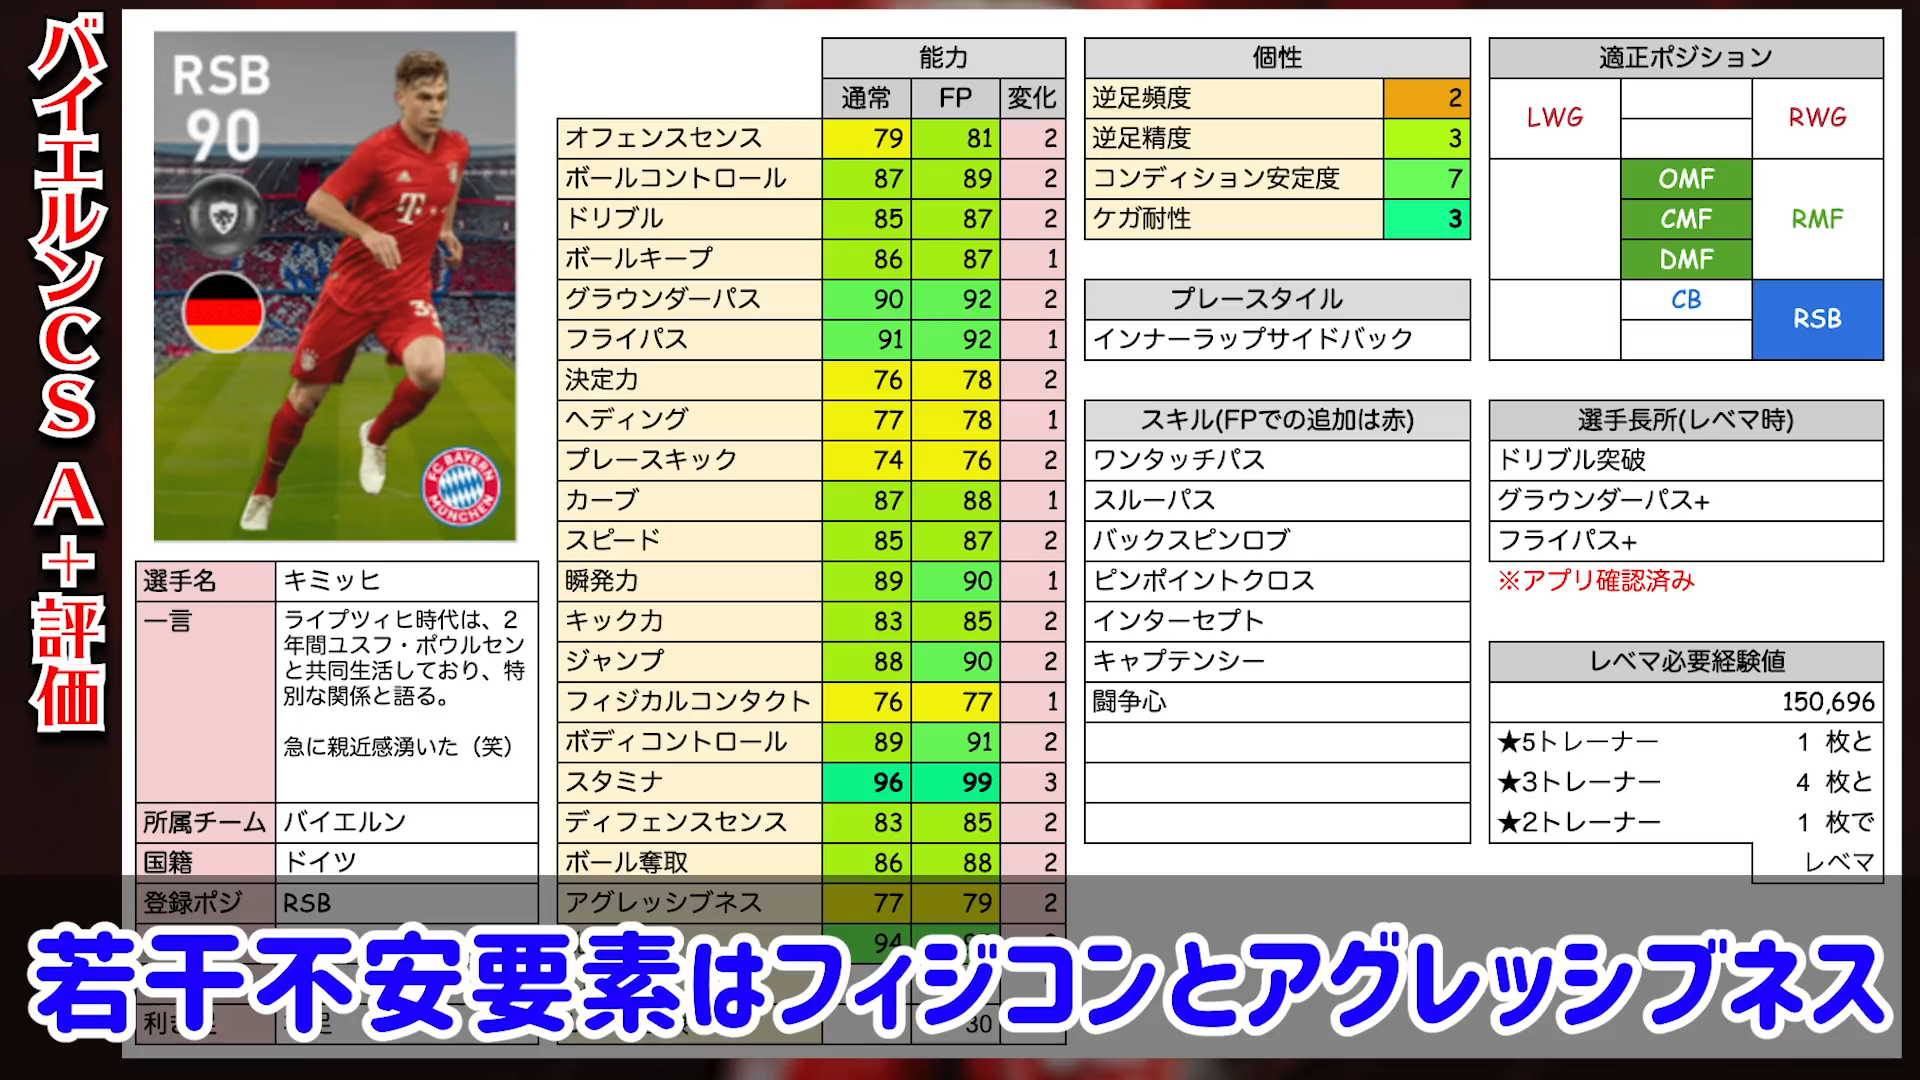 バイエルンCS A+評価
RSB
90
FC BAYERN MÜNCHEN
選手名 キミッヒ
一言 ライプツィヒ時代は、2
年間ユスフ・ポウルセン
と共同生活しており、特
別な関係と語る。
急に親近感湧いた（笑）
所属チーム バイエルン
国籍 ドイツ
登録ポジ RSB
能力
通常 FP 変化
オフェンスセンス 79 81 2
ボールコントロール 87 89 2
ドリブル 85 87 2
ボールキープ 86 87 1
グラウンダーパス 90 92 2
フライパス 91 92 1
決定力 76 78 2
ヘディング 77 78 1
プレースキック 74 76 2
カーブ 87 88 1
スピード 85 87 2
瞬発力 89 90 1
キック力 83 85 2
ジャンプ 88 90 2
フィジカルコンタクト 76 77 1
ボディコントロール 89 91 2
スタミナ 96 99 3
ディフェンスセンス 83 85 2
ボール奪取 86 88 2
アグレッシブネス 77 79 2
94
30
個性
逆足頻度 2
逆足精度 3
コンディション安定度 7
ケガ耐性 3
プレースタイル
インナーラップサイドバック
スキル(FPでの追加は赤)
ワンタッチパス
スルーパス
バックスピンロブ
ピンポイントクロス
インターセプト
キャプテンシー
闘争心
適正ポジション
LWG RWG
OMF
CMF RMF
DMF
CB RSB
選手長所(レベマ時)
ドリブル突破
グラウンダーパス+
フライパス+
※アプリ確認済み
レベマ必要経験値
150,696
★5トレーナー 1 枚と
★3トレーナー 4 枚と
★2トレーナー 1 枚で
レベマ
若干不安要素はフィジコンとアグレッシブネス